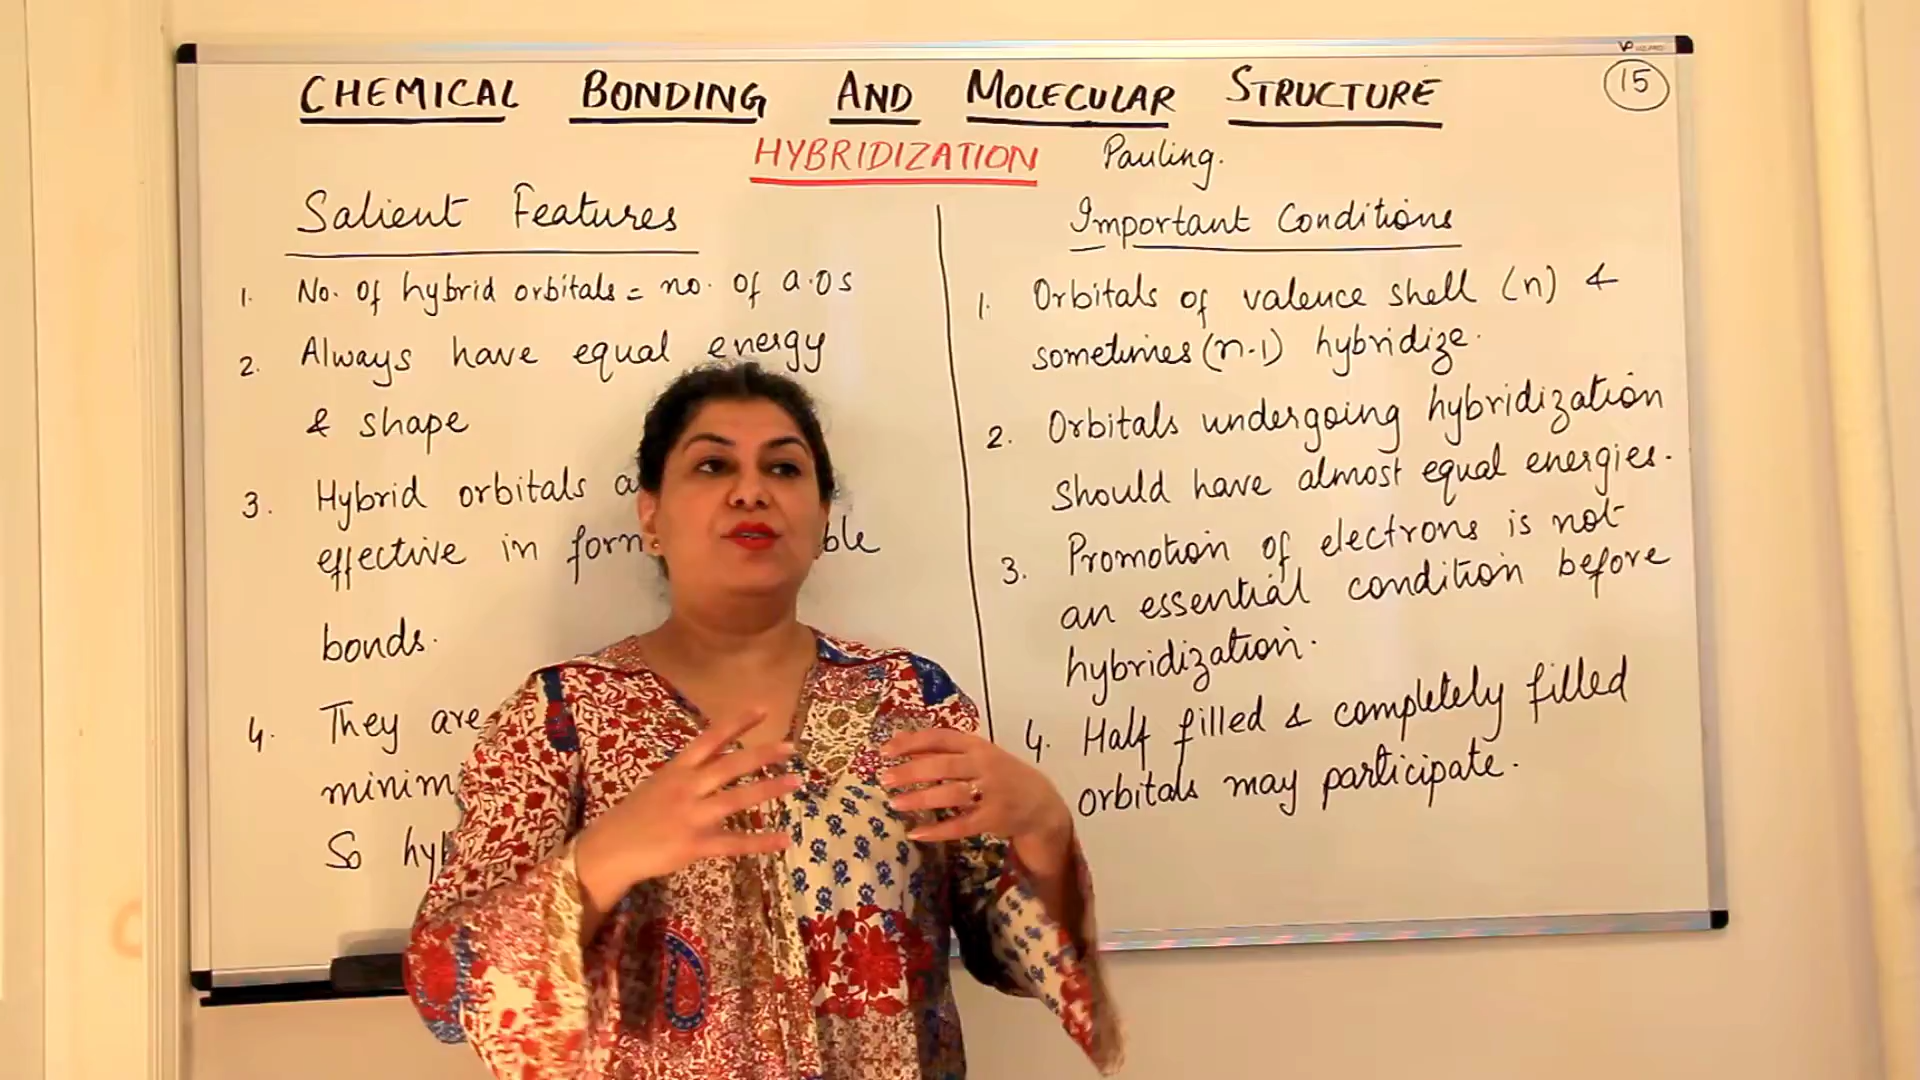 CHEMICAL BONDING AND MOLECULAR STRUCTURE
15
HYBRIDIZATION Pauling.
Salient Features
1. No. of hybrid orbitals = no. of a.os
2. Always have equal energy
& shape
3. Hybrid orbitals
effective in
bonds.
4. They are
So
Important Conditions
1. Orbitals of valence shell (n) &
sometimes (n-1) hybridize.
2. Orbitals undergoing hybridization
should have almost equal energies.
3. Promotion of electrons is not
an essential condition before
hybridization.
4. Half filled & completely filled
orbitals may participate.